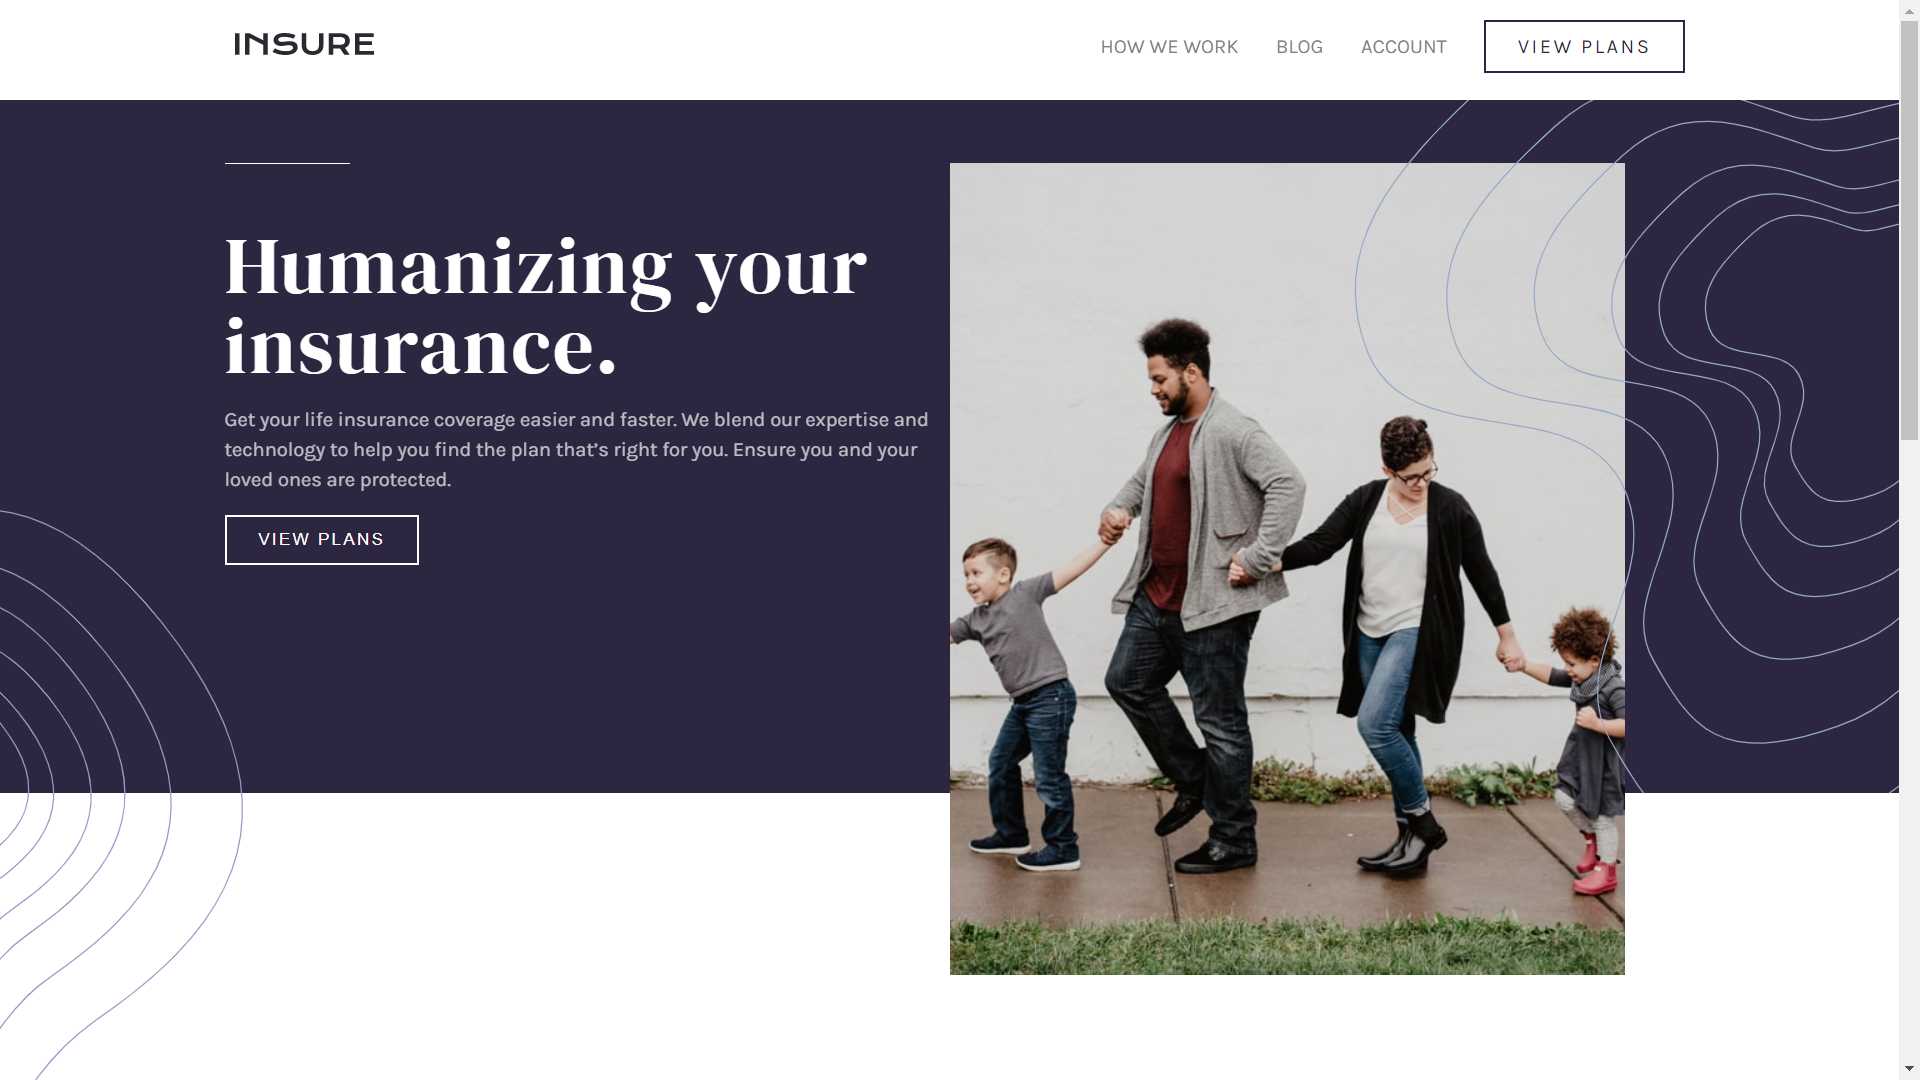 INSURE
HOW WE WORK
BLOG
ACCOUNT
VIEW PLANS
Humanizing your
insurance.
Get your life insurance coverage easier and faster. We blend our expertise and
technology to help you find the plan that’s right for you. Ensure you and your
loved ones are protected.
VIEW PLANS